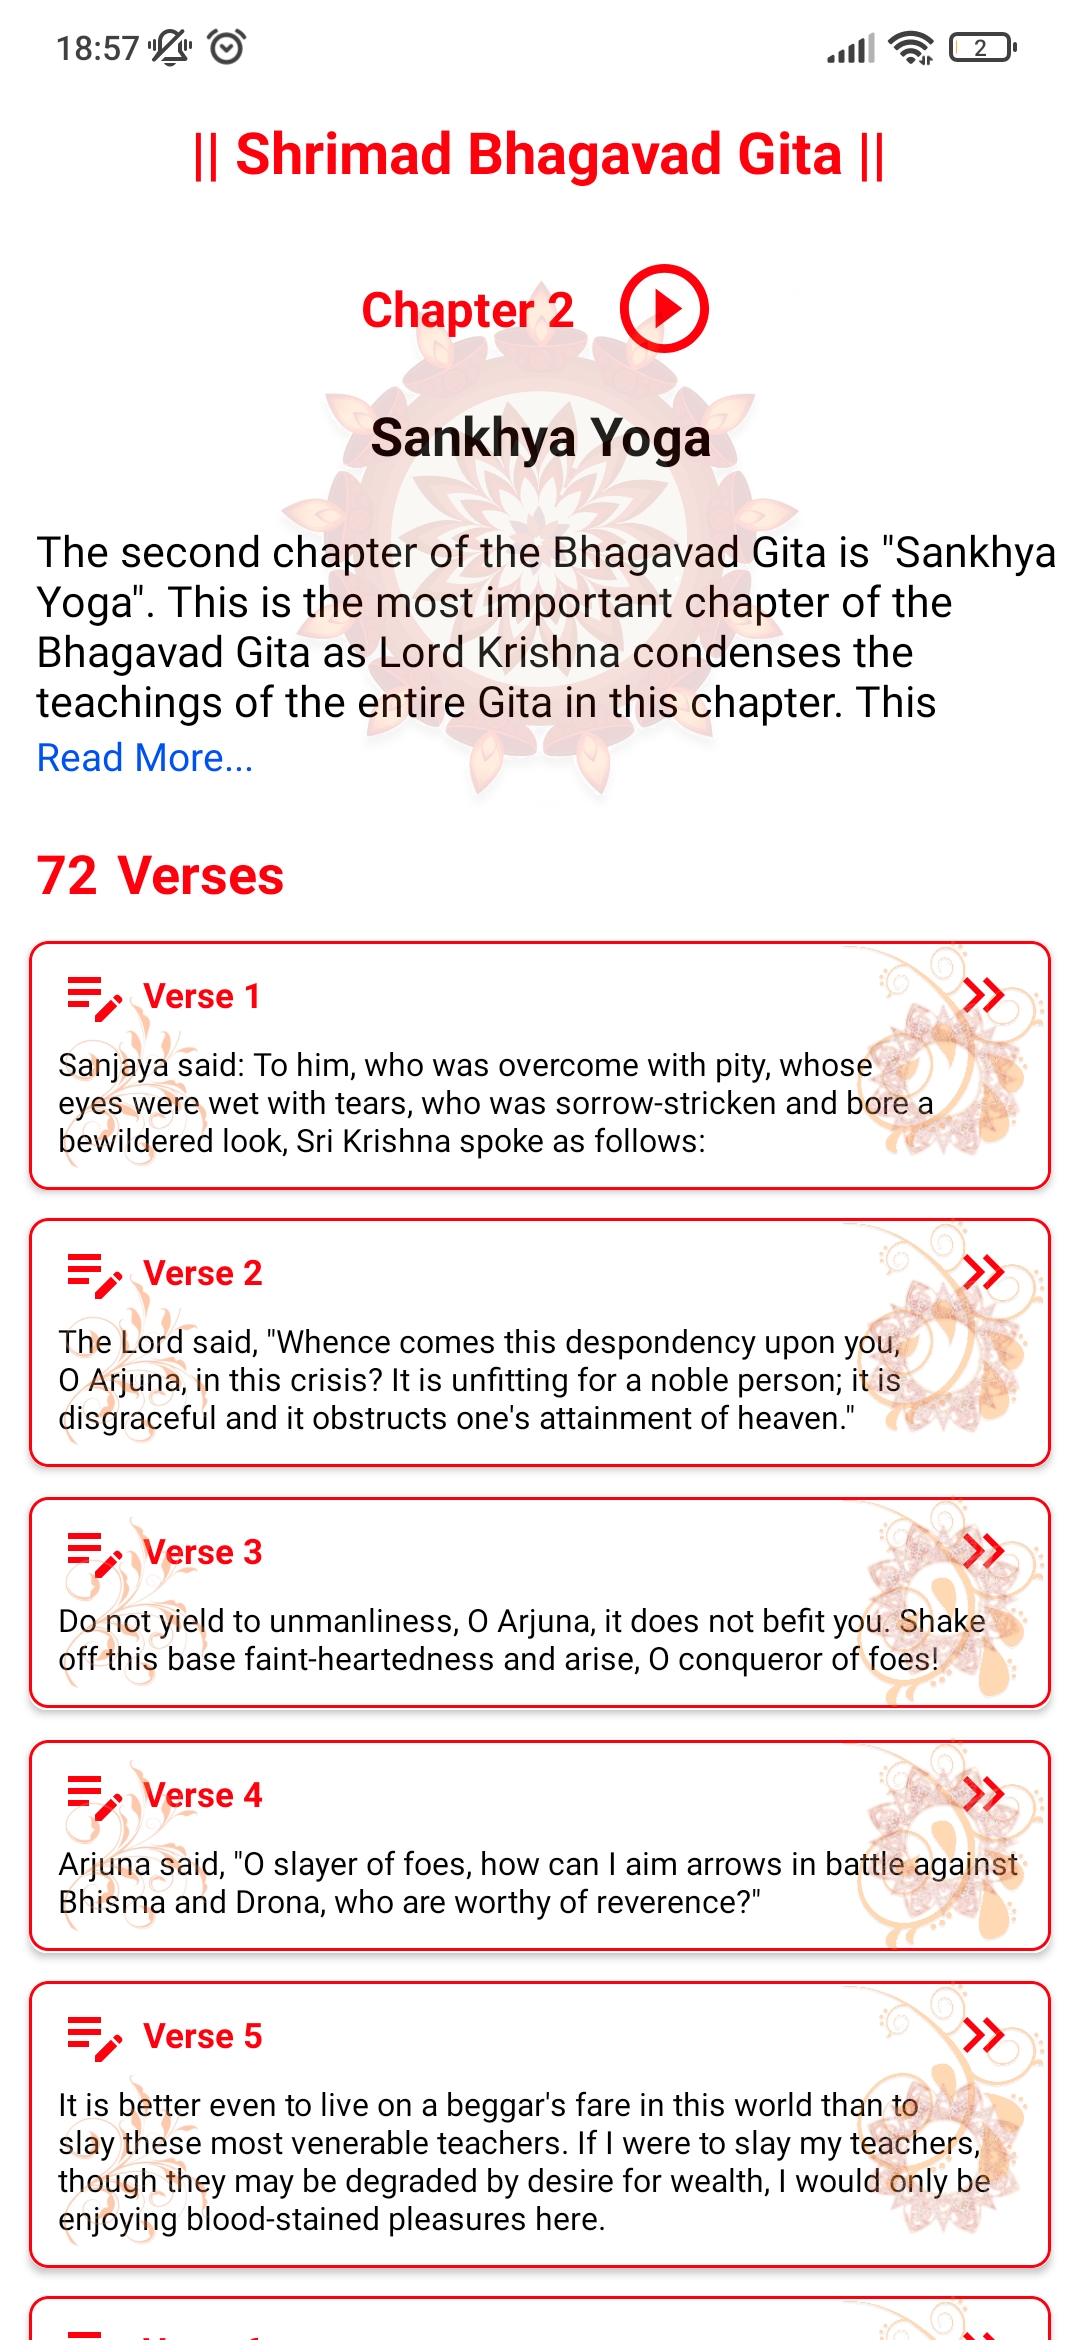 18:57
2
|| Shrimad Bhagavad Gita ||
Chapter 2
Sankhya Yoga
The second chapter of the Bhagavad Gita is "Sankhya
Yoga". This is the most important chapter of the
Bhagavad Gita as Lord Krishna condenses the
teachings of the entire Gita in this chapter. This
Read More...
72 Verses
Verse 1
Sanjaya said: To him, who was overcome with pity, whose
eyes were wet with tears, who was sorrow-stricken and bore a
bewildered look, Sri Krishna spoke as follows:
Verse 2
The Lord said, "Whence comes this despondency upon you,
O Arjuna, in this crisis? It is unfitting for a noble person; it is
disgraceful and it obstructs one's attainment of heaven."
Verse 3
Do not yield to unmanliness, O Arjuna, it does not befit you. Shake
off this base faint-heartedness and arise, O conqueror of foes!
Verse 4
Arjuna said, "O slayer of foes, how can I aim arrows in battle against
Bhisma and Drona, who are worthy of reverence?"
Verse 5
It is better even to live on a beggar's fare in this world than to
slay these most venerable teachers. If I were to slay my teachers,
though they may be degraded by desire for wealth, I would only be
enjoying blood-stained pleasures here.